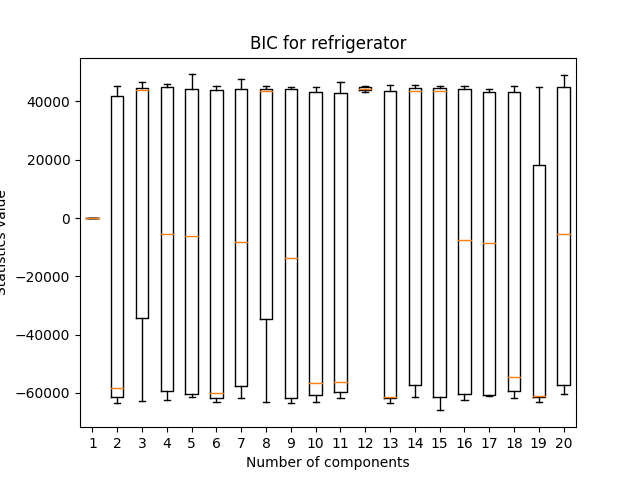 BIC for refrigerator
Statistics value
40000
20000
0
−20000
−40000
−60000
1 2 3 4 5 6 7 8 9 10 11 12 13 14 15 16 17 18 19 20
Number of components